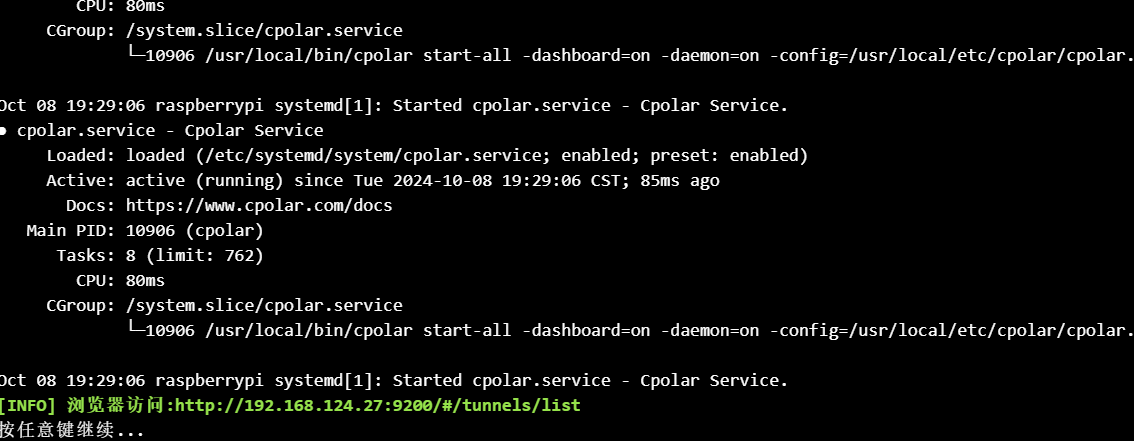 CPU: 80ms
CGroup: /system.slice/cpolar.service
└─10906 /usr/local/bin/cpolar start-all -dashboard=on -daemon=on -config=/usr/local/etc/cpolar/cpolar.
Oct 08 19:29:06 raspberrypi systemd[1]: Started cpolar.service - Cpolar Service.
● cpolar.service - Cpolar Service
Loaded: loaded (/etc/systemd/system/cpolar.service; enabled; preset: enabled)
Active: active (running) since Tue 2024-10-08 19:29:06 CST; 85ms ago
Docs: https://www.cpolar.com/docs
Main PID: 10906 (cpolar)
Tasks: 8 (limit: 762)
CPU: 80ms
CGroup: /system.slice/cpolar.service
└─10906 /usr/local/bin/cpolar start-all -dashboard=on -daemon=on -config=/usr/local/etc/cpolar/cpolar.
Oct 08 19:29:06 raspberrypi systemd[1]: Started cpolar.service - Cpolar Service.
[INFO] 浏览器访问:http://192.168.124.27:9200/#/tunnels/list
按任意键继续...